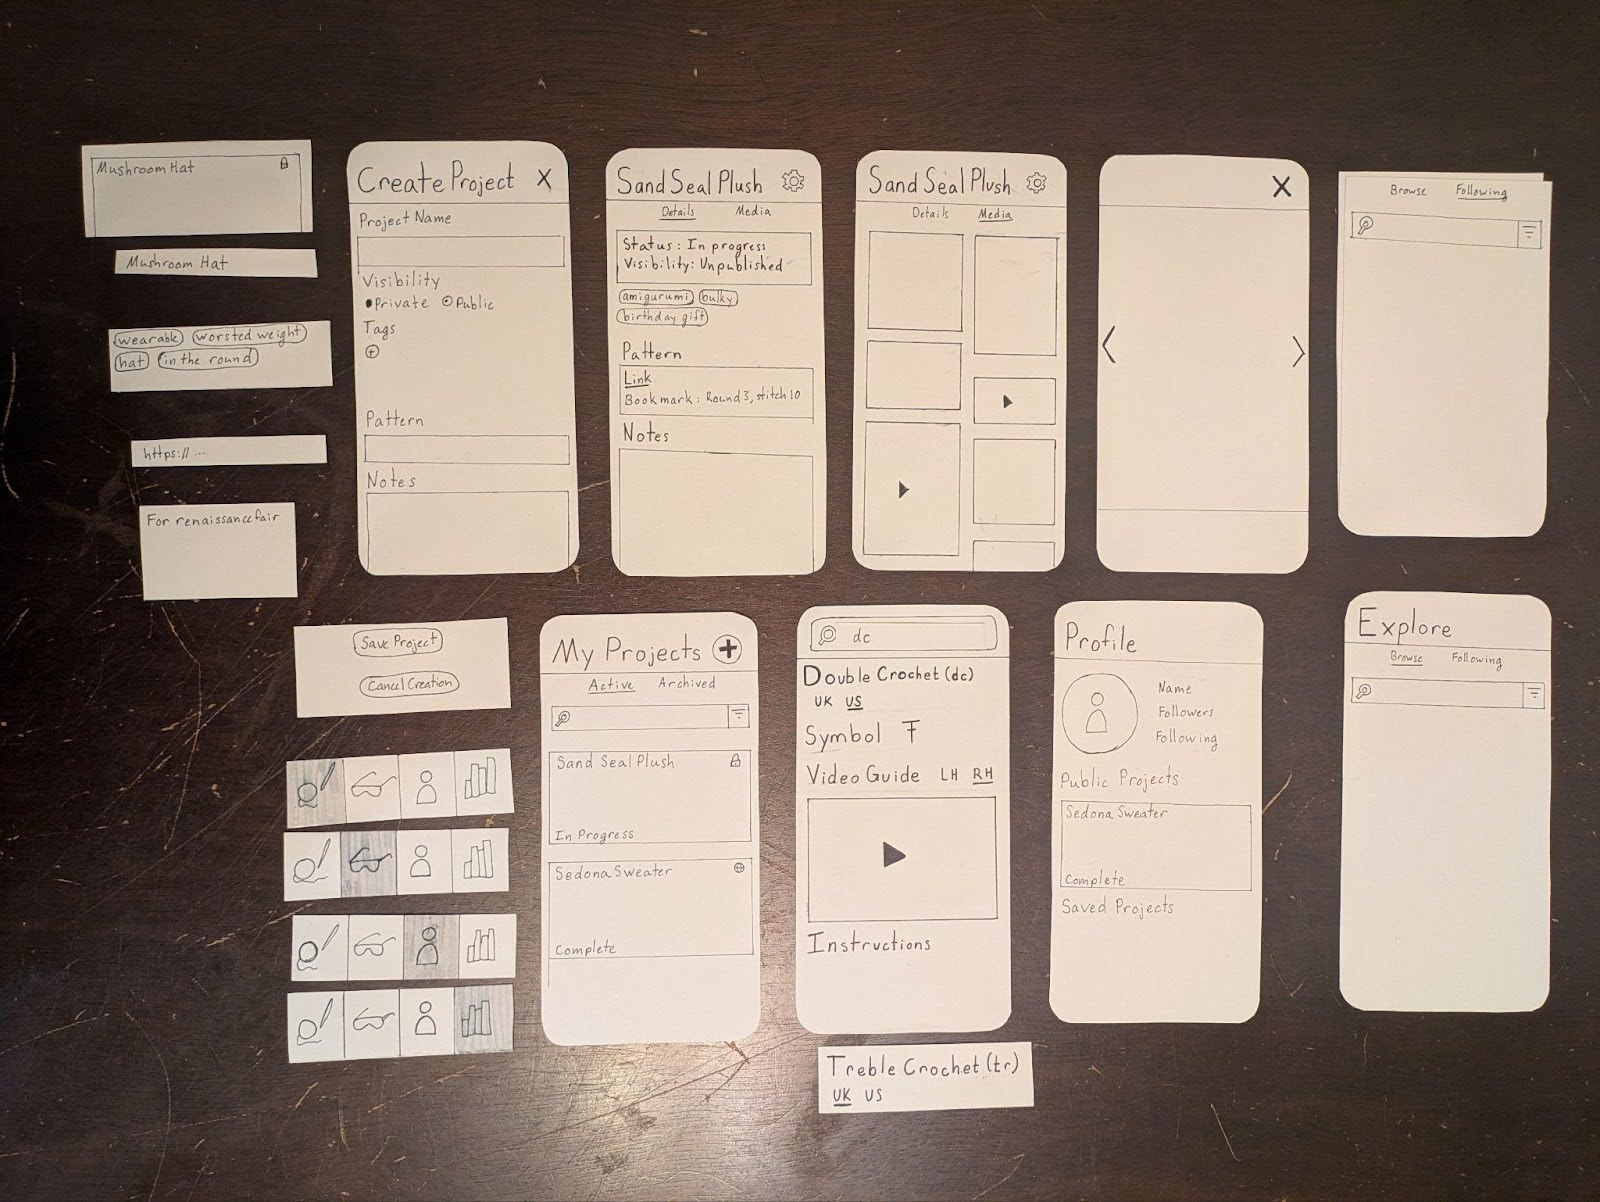 Mushroom Hat
Mushroom Hat
wearable worsted weight
hat in the round
https:// ...
For renaissance fair
Create Project X
Project Name
Visibility
Private Public
Tags
Pattern
Notes
Sand Seal Plush
Details Media
Status: In progress
Visibility: Unpublished
amigurumi bulky
birthday gift
Pattern
Link
Bookmark: Round 3, stitch 10
Notes
Sand Seal Plush
Details Media
X
Browse Following
Save Project
Cancel Creation
My Projects
Active Archived
Sand Seal Plush
In Progress
Sedona Sweater
Complete
dc
Double Crochet (dc)
UK US
Symbol
Video Guide LH RH
Instructions
Treble Crochet (tr)
UK US
Profile
Name
Followers
Following
Public Projects
Sedona Sweater
Complete
Saved Projects
Explore
Browse Following